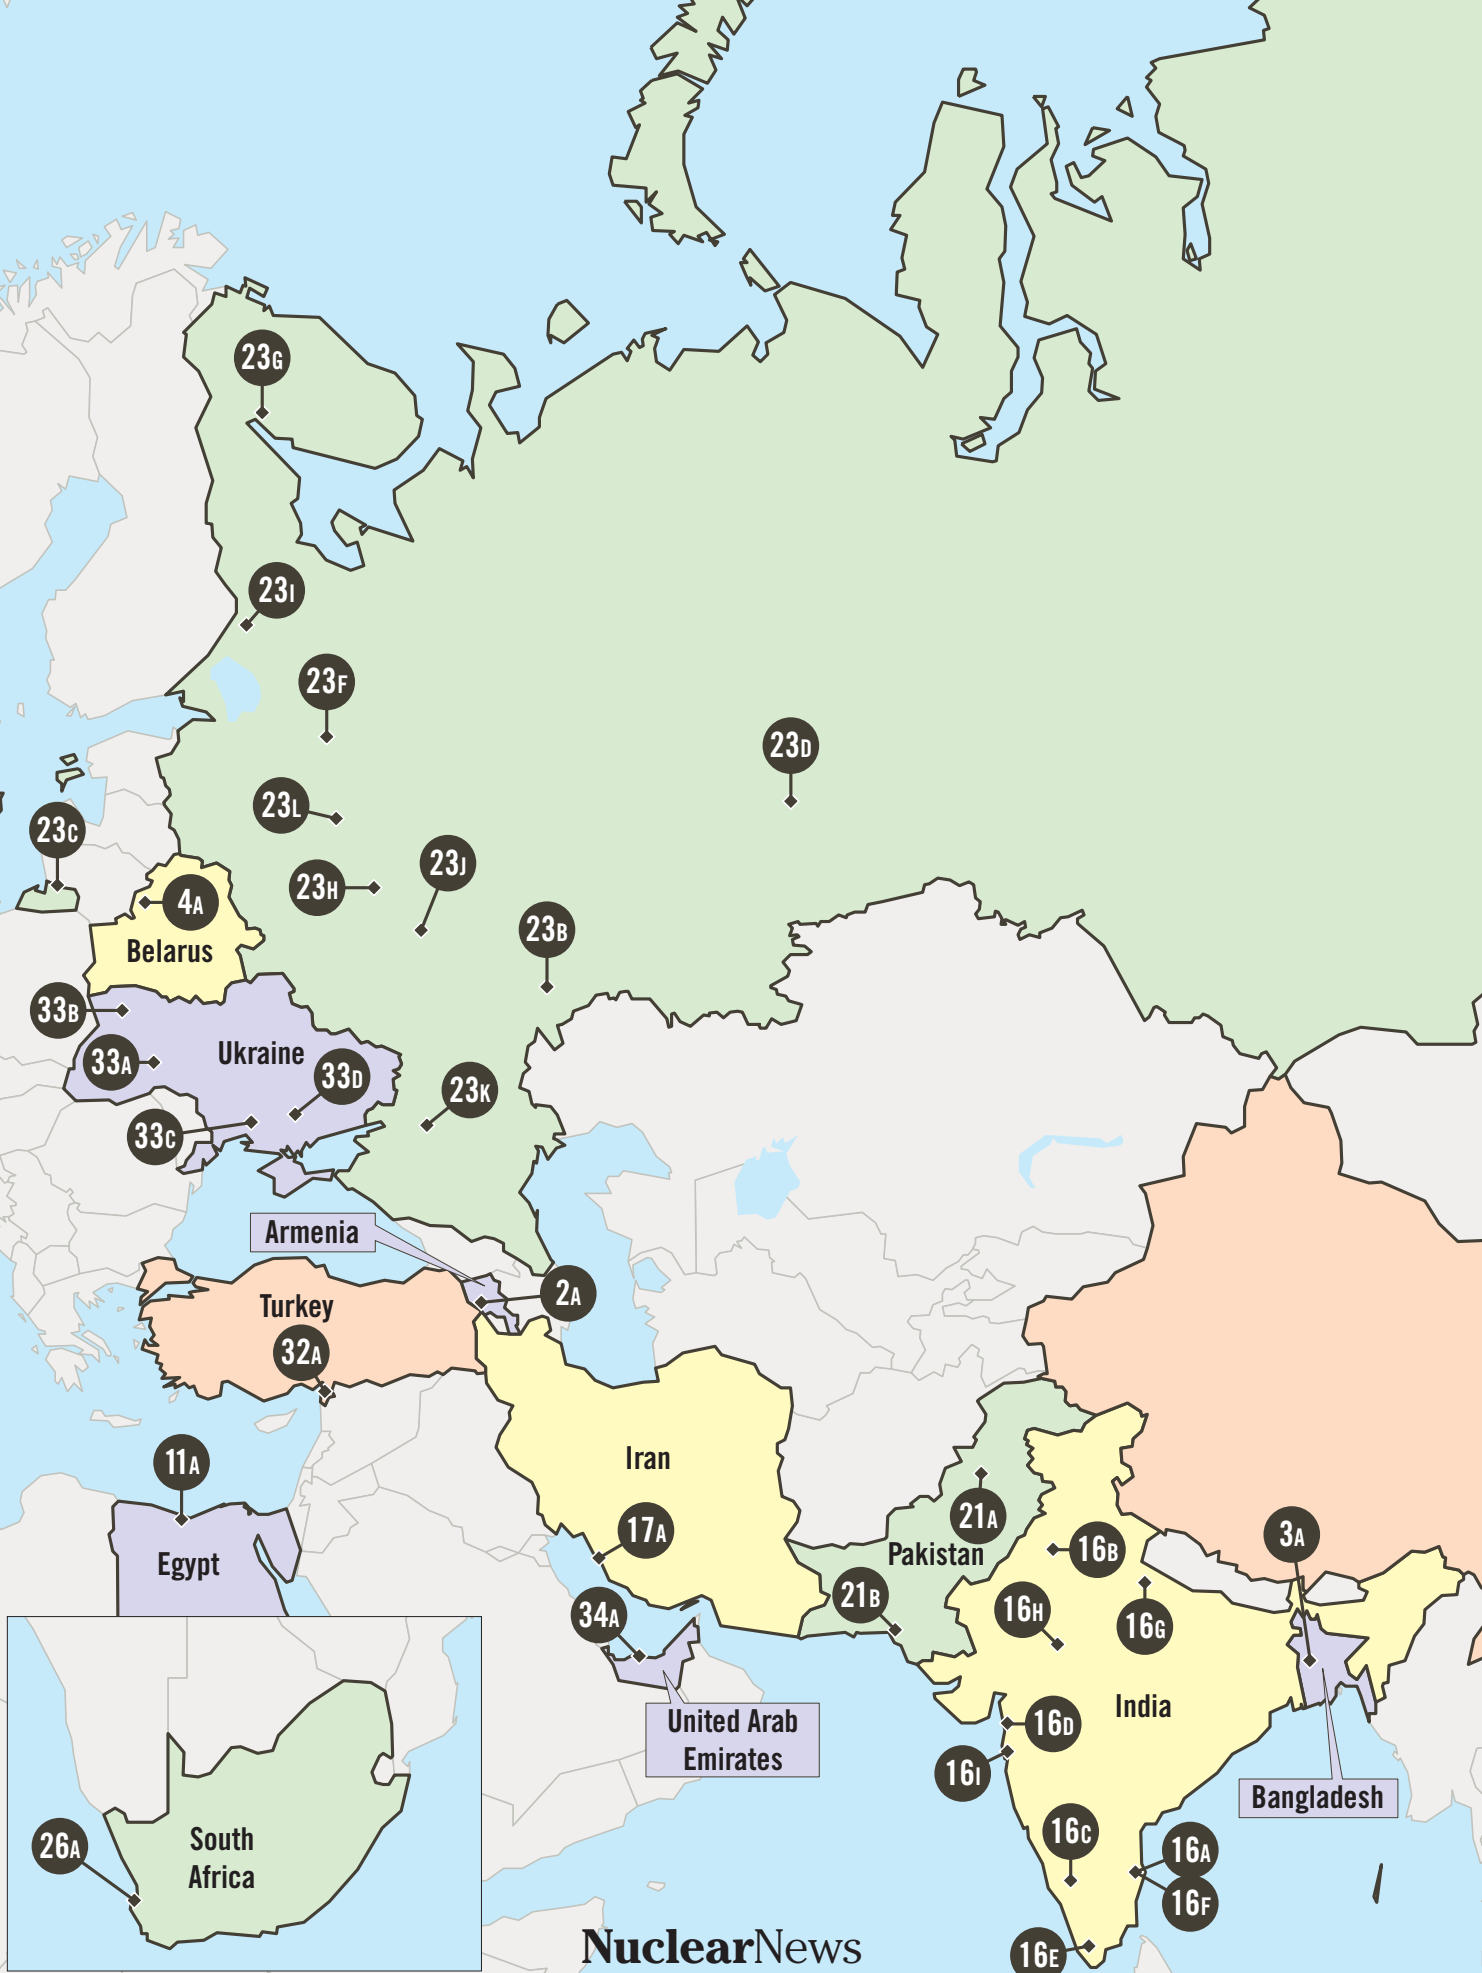 23G
23I
23F
23D
23L
23C
23J
23H
4A
23B
Belarus
33B
Ukraine
33A
33D
23K
33C
Armenia
2A
Turkey
32A
Iran
11A
21A
17A
3A
Pakistan
16B
Egypt
21B
34A
16H
16G
India
United Arab
Emirates
16D
16I
Bangladesh
16C
South
Africa
26A
16A
16F
NuclearNews
16E